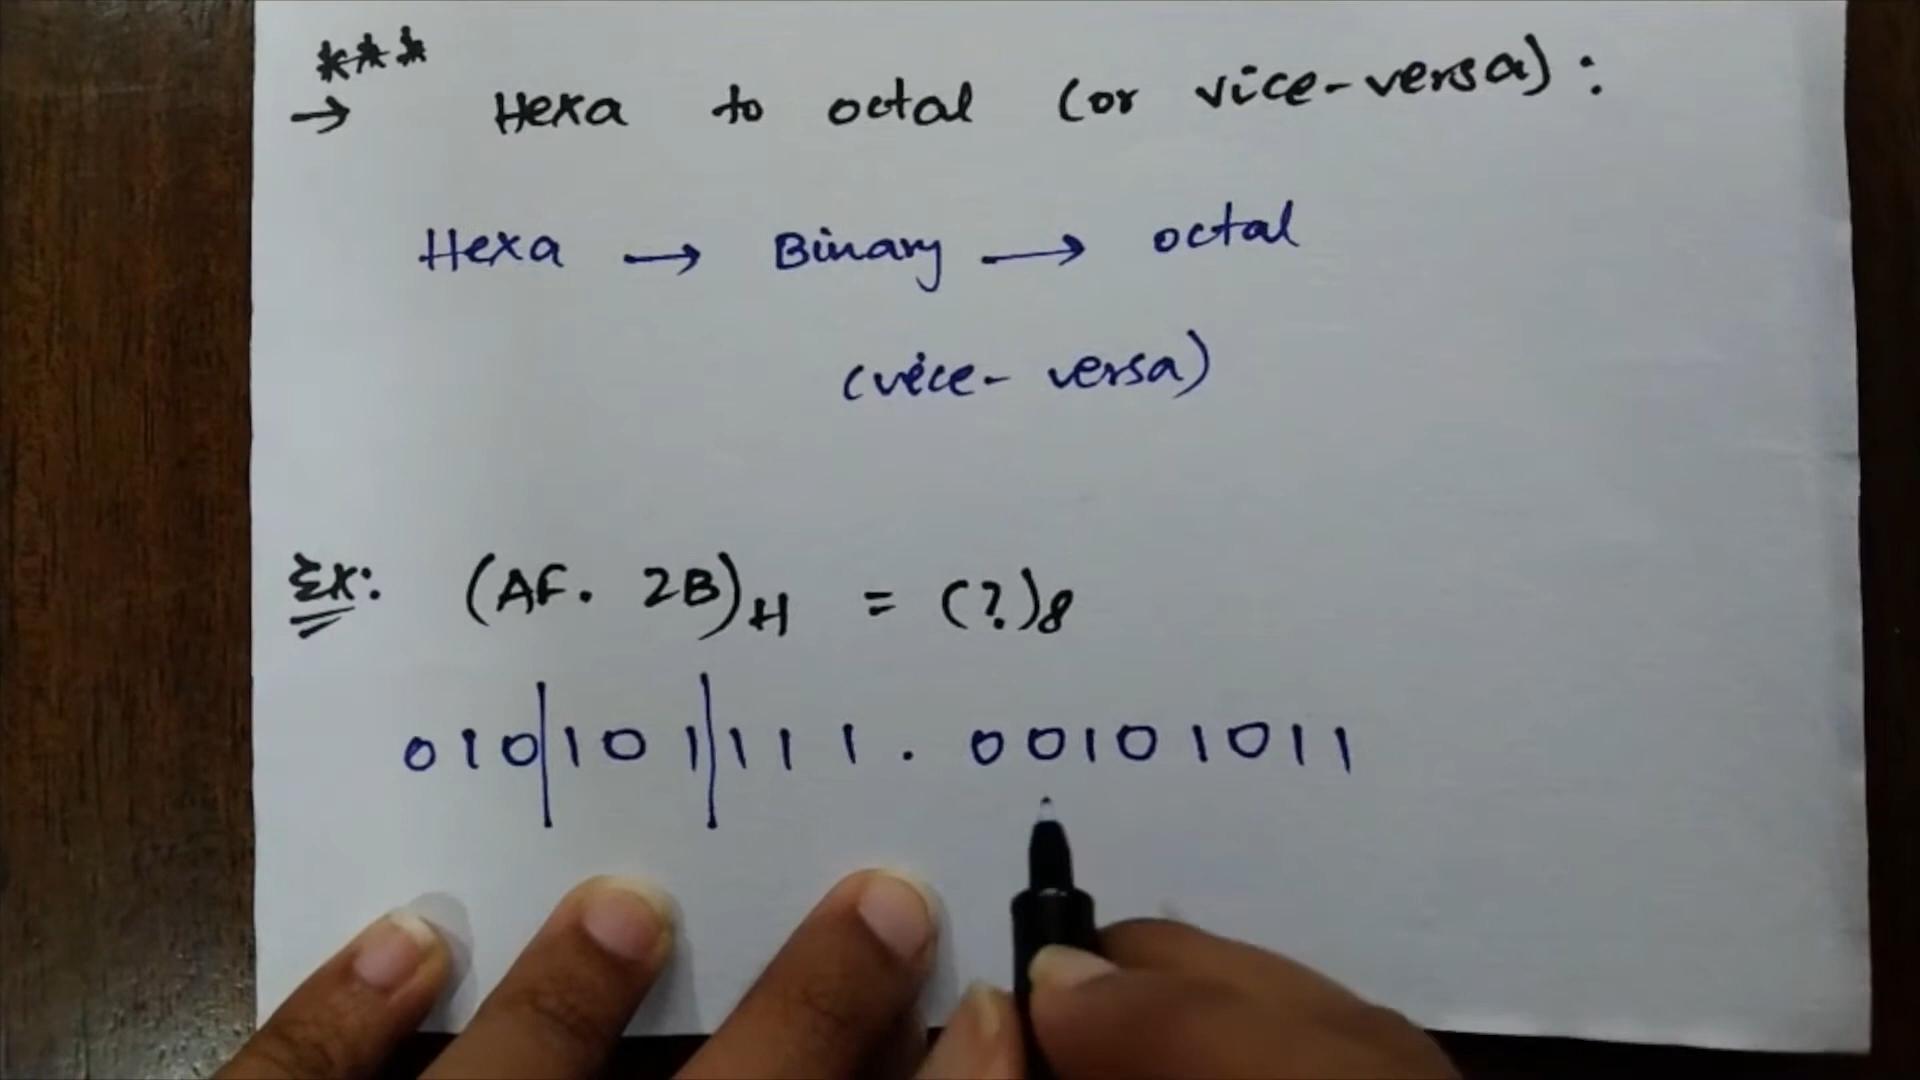 ***
→ Hexa to octal (or vice-versa):
Hexa → Binary → octal
(vice-versa)
Ex: (AF. 2B)H = (?)8
010|101|111.00101011